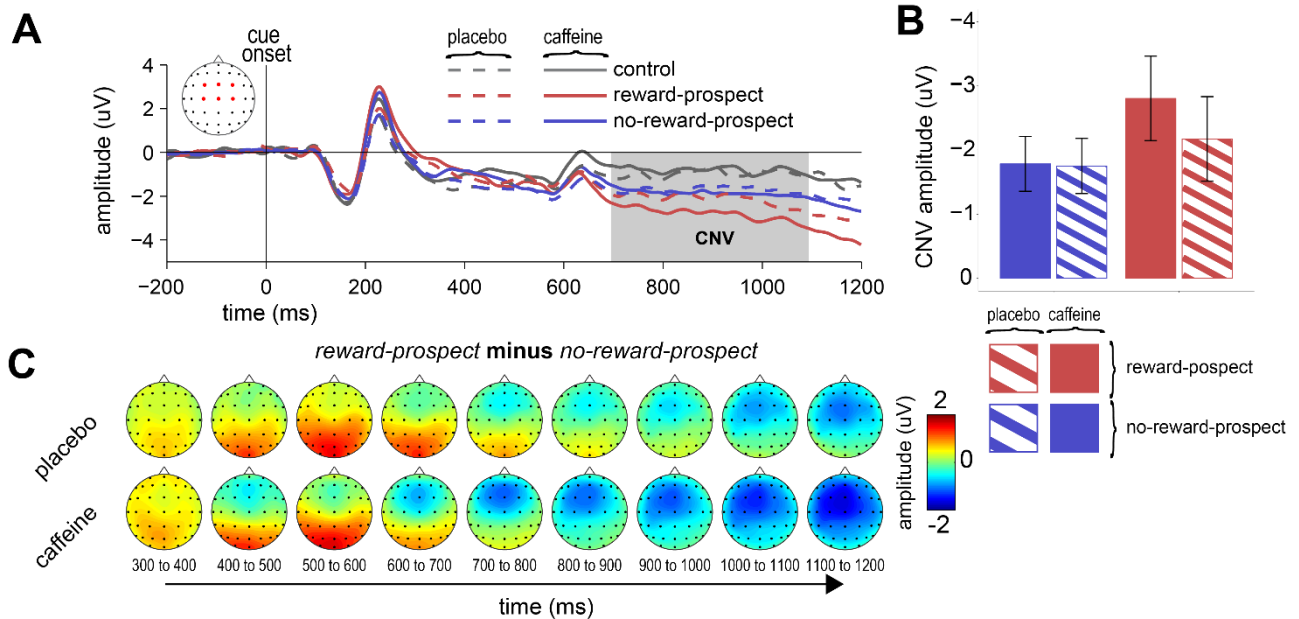 A
cue
onset
placebo caffeine
control
reward-prospect
no-reward-prospect
amplitude (uV)
4
2
0
−2
−4
CNV
−200 0 200 400 600 800 1000 1200
time (ms)
B
CNV amplitude (uV)
−4
−3
−2
−1
0
placebo caffeine
reward-pospect
no-reward-prospect
C
reward-prospect minus no-reward-prospect
placebo
caffeine
300 to 400 400 to 500 500 to 600 600 to 700 700 to 800 800 to 900 900 to 1000 1000 to 1100 1100 to 1200
time (ms)
amplitude (uV)
2
0
-2